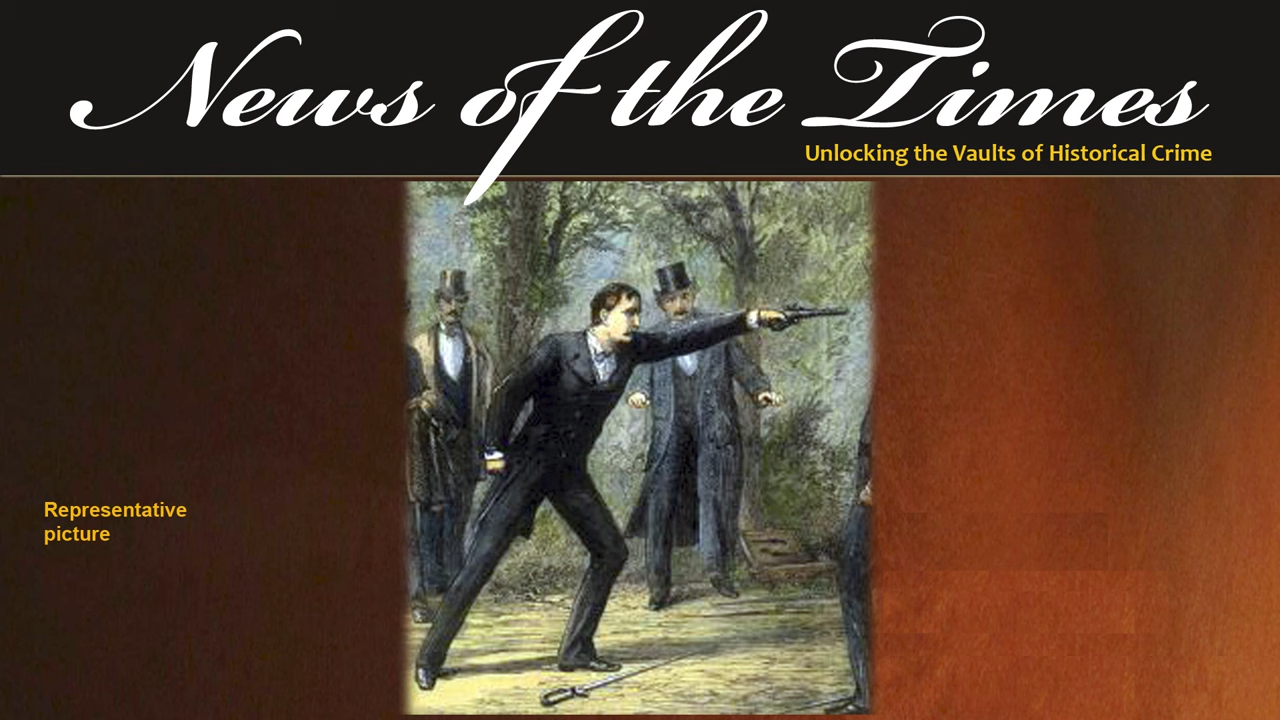 News of the Times
Unlocking the Vaults of Historical Crime
Representative
picture